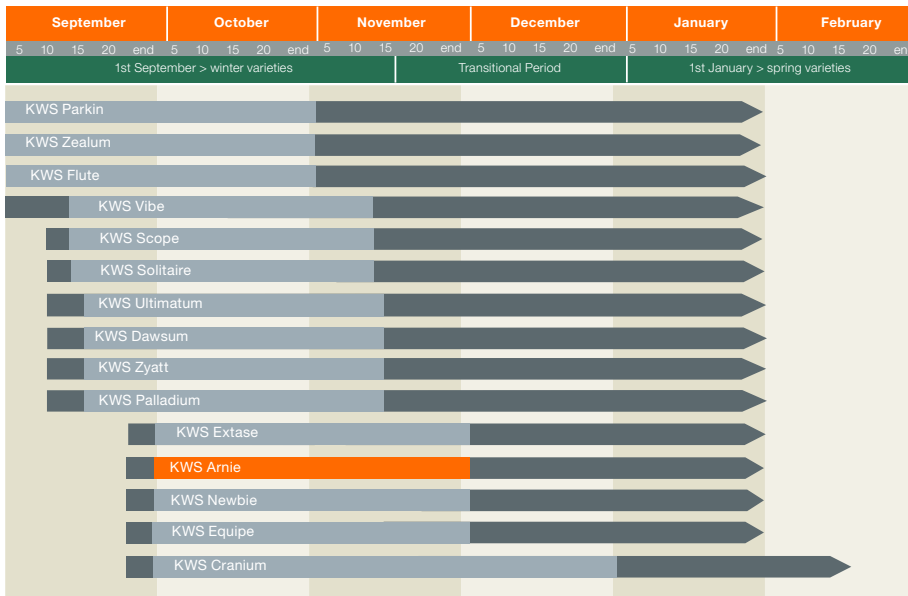 September October November December January February
5 10 15 20 end 5 10 15 20 end 5 10 15 20 end 5 10 15 20 end 5 10 15 20 end 5 10 15 20 en
1st September > winter varieties Transitional Period 1st January > spring varieties
KWS Parkin
KWS Zealum
KWS Flute
KWS Vibe
KWS Scope
KWS Solitaire
KWS Ultimatum
KWS Dawsum
KWS Zyatt
KWS Palladium
KWS Extase
KWS Arnie
KWS Newbie
KWS Equipe
KWS Cranium